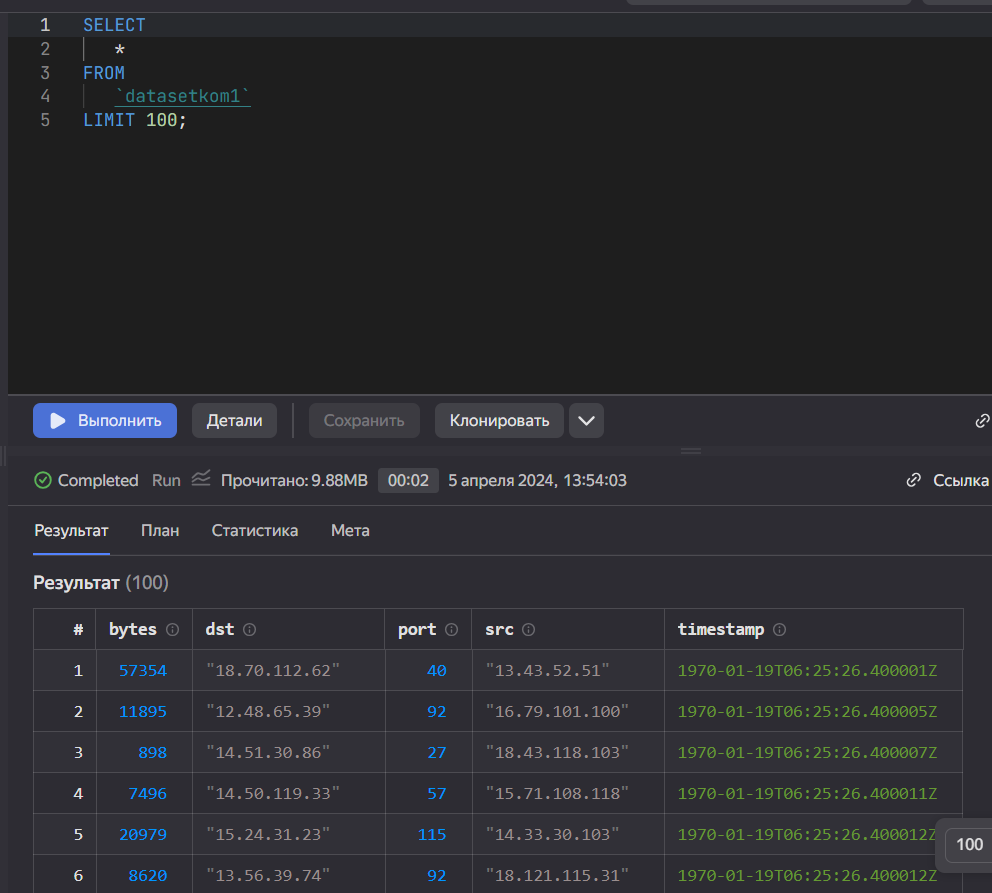 1 SELECT
2 *
3 FROM
4 `datasetkom1`
5 LIMIT 100;
Выполнить Детали Сохранить Клонировать
Completed Run Прочитано: 9.88MB 00:02 5 апреля 2024, 13:54:03 Ссылка
Результат План Статистика Мета
Результат (100)
# bytes dst port src timestamp
1 57354 "18.70.112.62" 40 "13.43.52.51" 1970-01-19T06:25:26.400001Z
2 11895 "12.48.65.39" 92 "16.79.101.100" 1970-01-19T06:25:26.400005Z
3 898 "14.51.30.86" 27 "18.43.118.103" 1970-01-19T06:25:26.400007Z
4 7496 "14.50.119.33" 57 "15.71.108.118" 1970-01-19T06:25:26.400011Z
5 20979 "15.24.31.23" 115 "14.33.30.103" 1970-01-19T06:25:26.400012Z
100
6 8620 "13.56.39.74" 92 "18.121.115.31" 1970-01-19T06:25:26.400012Z